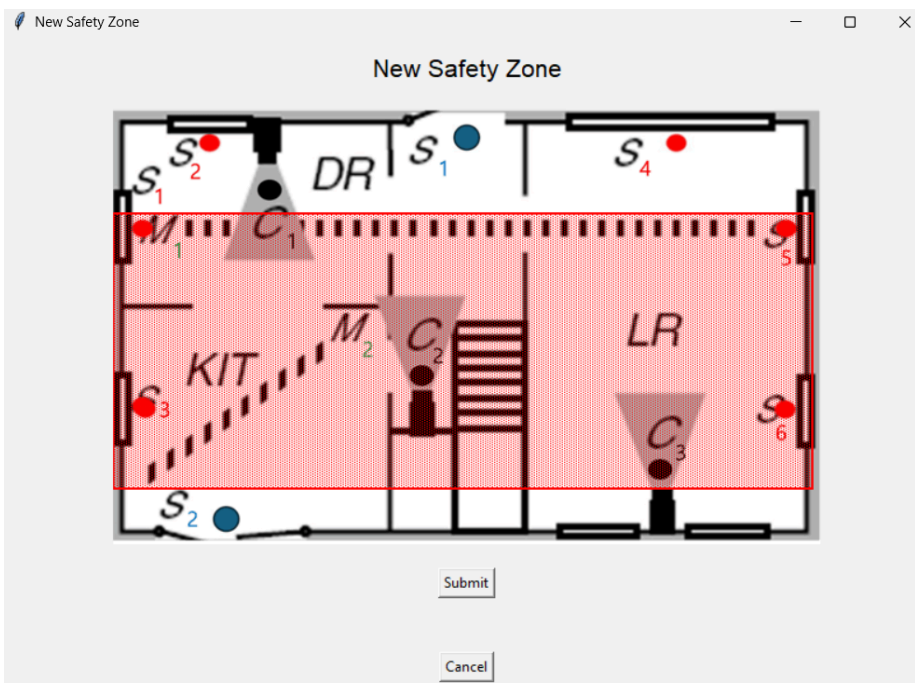 New Safety Zone
New Safety Zone
S2 DR S1 S4
S1
M1 C1 S5
M2 C2 LR
KIT
S3 C3 S6
S2
Submit
Cancel